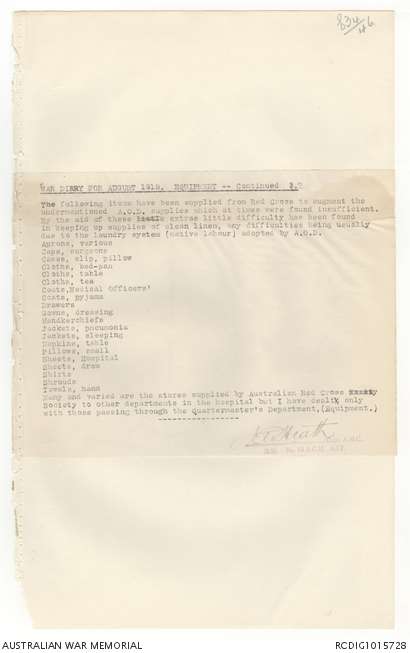 834/46
WAR DIARY FOR AUGUST 1918. EQUIPMENT -- Continued 3.?
The following items have been supplied from Red Cross to augment the
undermentioned A.O.D. supplies which at times were found insufficient.
By the aid of these extras little difficulty has been found
in keeping up supplies of clean linen, any difficulties being usually
due to the laundry system (native labour) adopted by A.O.D.
Aprons, various
Caps, surgeons
Cases, slip, pillow
Cloths, bed-pan
Cloths, table
Cloths, tea
Coats, Medical Officers'
Coats, pyjama
Drawers
Gowns, dressing
Handkerchiefs
Jackets, pneumonia
Jackets, sleeping
Napkins, table
Pillows, small
Sheets, Hospital
Sheets, draw
Shirts
Shrouds
Towels, hand
Many and varied are the stores supplied by Australian Red Cross
Society to other departments in the hospital but I have dealt only
with those passing through the Quartermaster's Department,(Equipment.)
----------------
Heath
AUSTRALIAN WAR MEMORIAL
RCDIG1015728